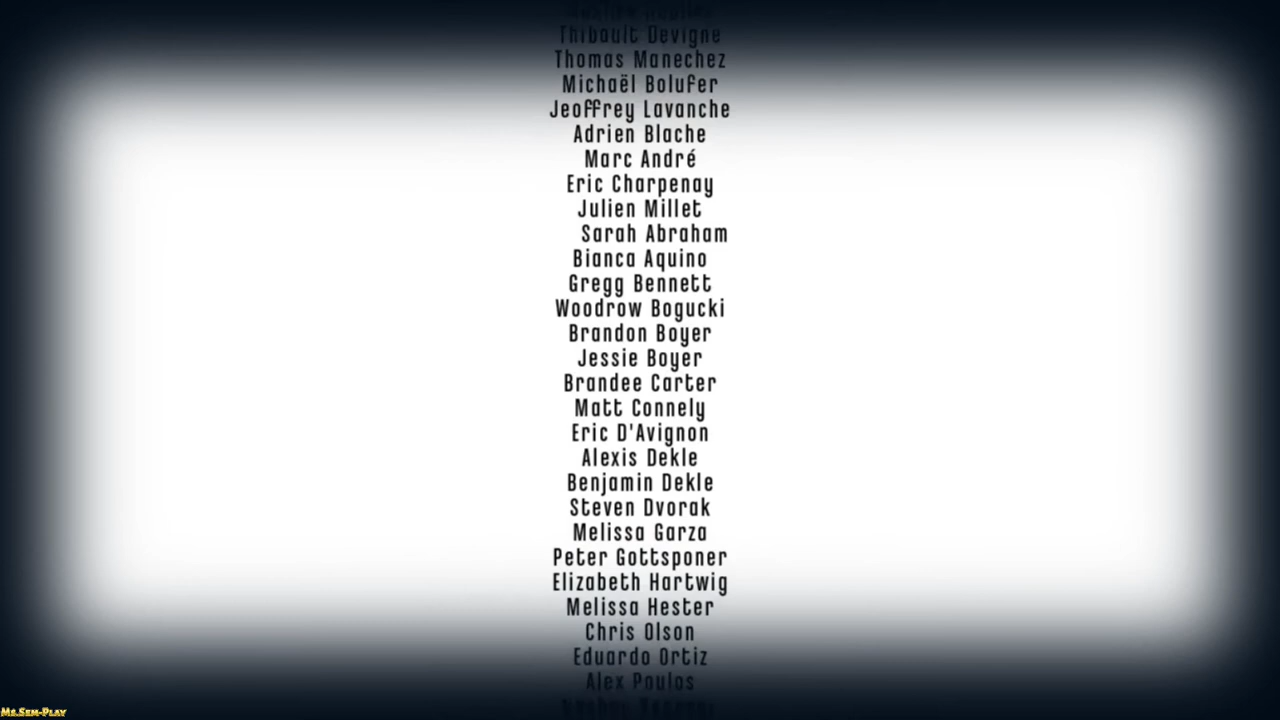 Thibault Devigne
Thomas Manechez
Michaël Bolufer
Jeoffrey Lavanche
Adrien Blache
Marc André
Eric Charpenay
Julien Millet
Sarah Abraham
Bianca Aquino
Gregg Bennett
Woodrow Bogucki
Brandon Boyer
Jessie Boyer
Brandee Carter
Matt Connely
Eric D'Avignon
Alexis Dekle
Benjamin Dekle
Steven Dvorak
Melissa Garza
Peter Gottsponer
Elizabeth Hartwig
Melissa Hester
Chris Olson
Eduardo Ortiz
Alex Poulos
Ms.Sem-Play